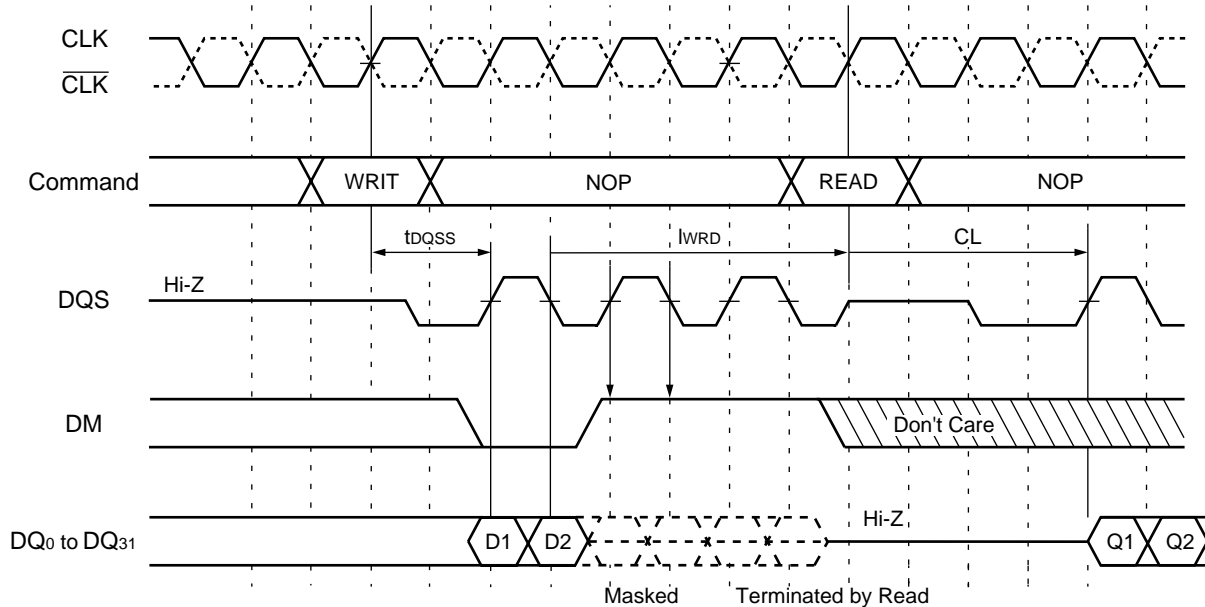 CLK
CLK
Command
WRIT
NOP
READ
NOP
tDQSS
lWRD
CL
Hi-Z
DQS
DM
Don't Care
Hi-Z
DQ0 to DQ31
D1
D2
Q1
Q2
Masked
Terminated by Read